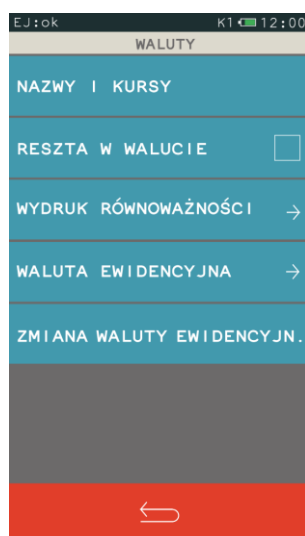 EJ:ok K1 12:00
WALUTY
NAZWY I KURSY
RESZTA W WALUCIE
WYDRUK RÓWNOWAŻNOŚCI
WALUTA EWIDENCYJNA
ZMIANA WALUTY EWIDENCYJN.